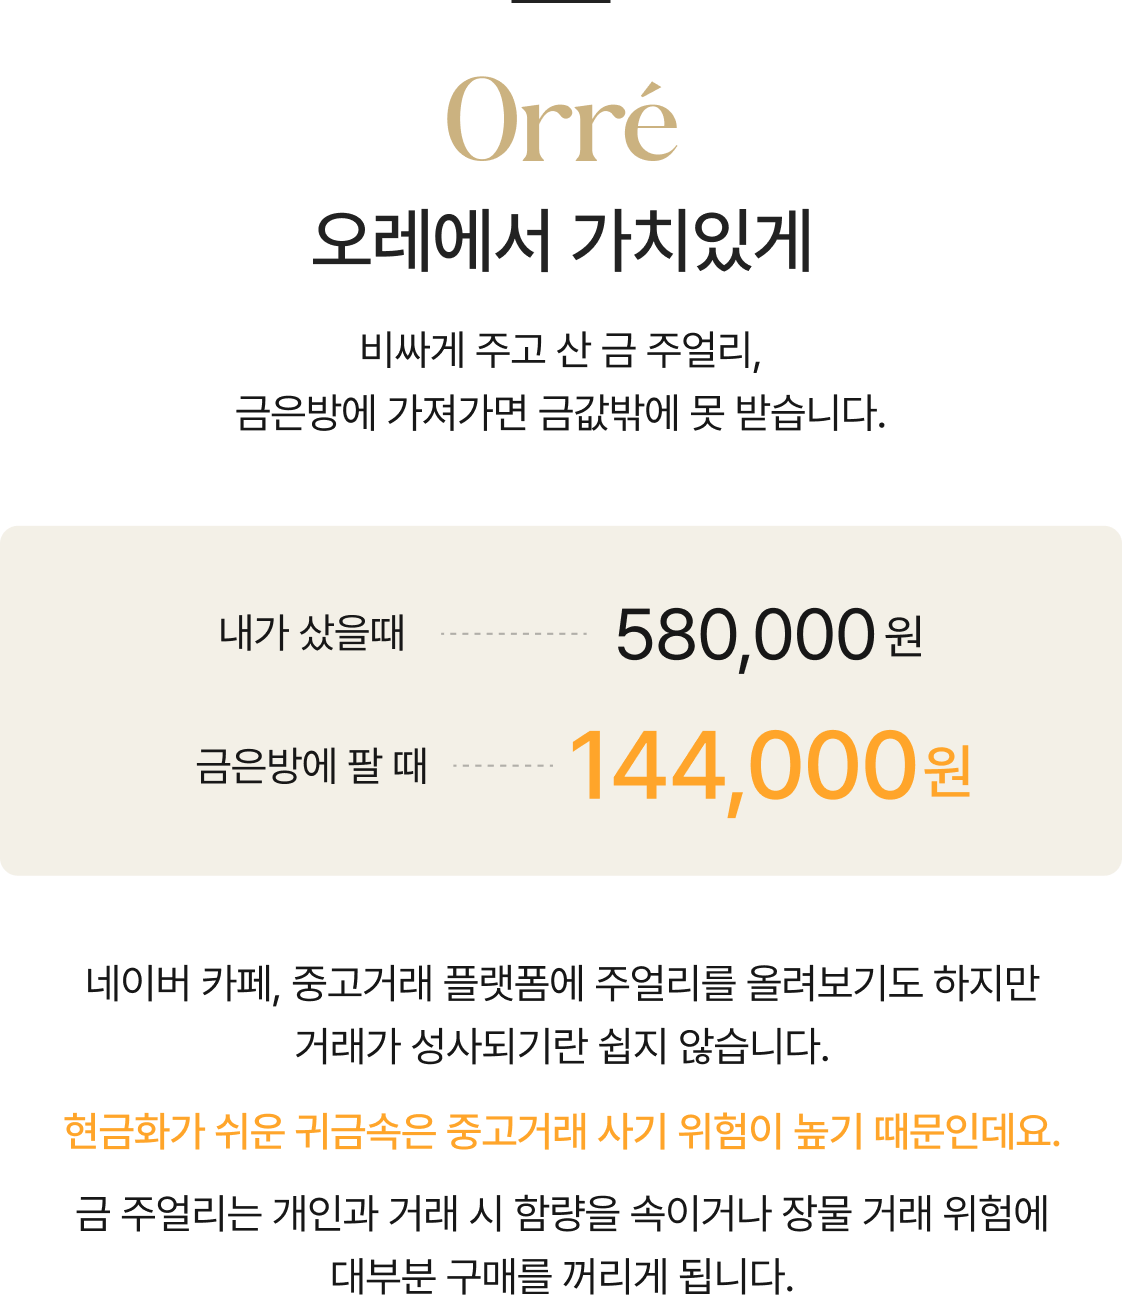 Orré
오레에서 가치있게
비싸게 주고 산 금 주얼리,
금은방에 가져가면 금값밖에 못 받습니다.
내가 샀을때 580,000 원
금은방에 팔 때 144,000원
네이버 카페, 중고거래 플랫폼에 주얼리를 올려보기도 하지만
거래가 성사되기란 쉽지 않습니다.
현금화가 쉬운 귀금속은 중고거래 사기 위험이 높기 때문인데요.
금 주얼리는 개인과 거래 시 함량을 속이거나 장물 거래 위험에
대부분 구매를 꺼리게 됩니다.